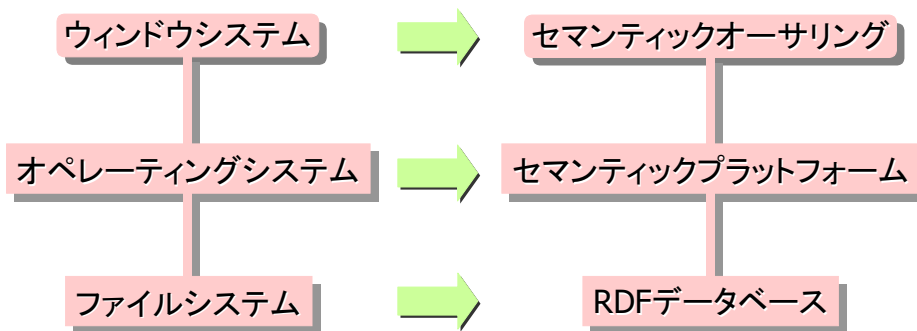 ウィンドウシステム
セマンティックオーサリング
オペレーティングシステム
セマンティックプラットフォーム
ファイルシステム
RDFデータベース